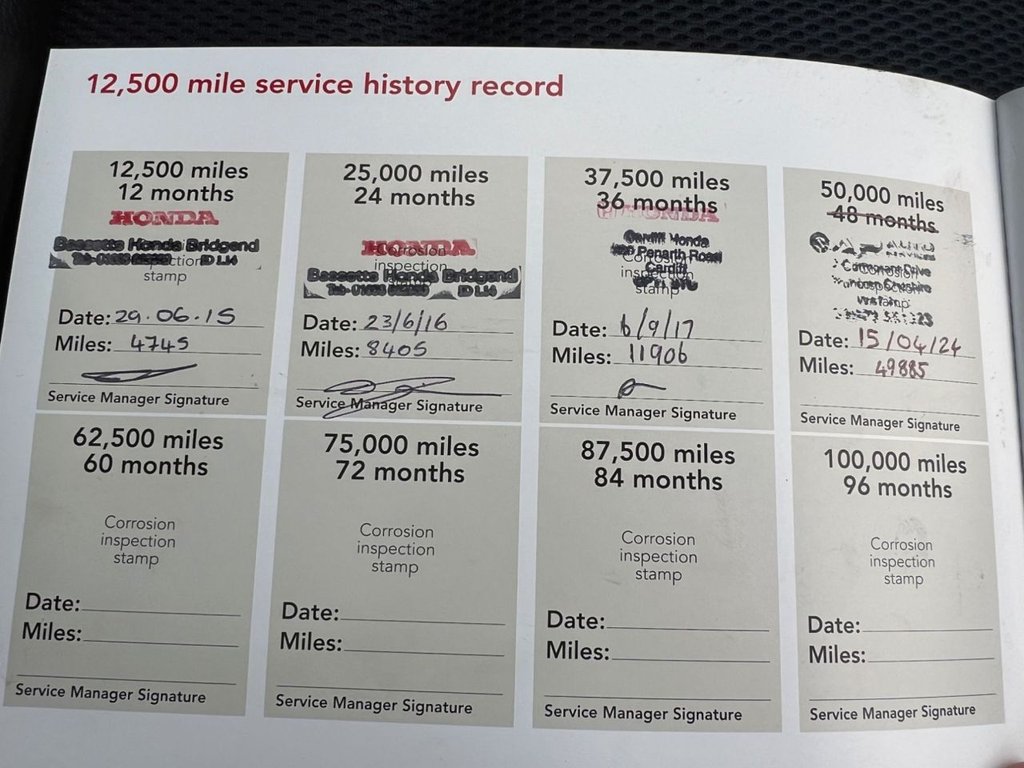 12,500 mile service history record
12,500 miles
12 months
HONDA
Bassetts Honda Bridgend
stamp
Date: 29.06.15
Miles: 4745
Service Manager Signature
25,000 miles
24 months
HONDA
Corrosion
inspection
Bassetts Honda Bridgend
Date: 23/6/16
Miles: 8405
Service Manager Signature
37,500 miles
36 months
HONDA
Cardiff Honda
Penarth Road
Cardiff
stamp
Date: 6/9/17
Miles: 11906
Service Manager Signature
50,000 miles
48 months
Date: 15/04/24
Miles: 49885
Service Manager Signature
62,500 miles
60 months
Corrosion
inspection
stamp
Date:
Miles:
Service Manager Signature
75,000 miles
72 months
Corrosion
inspection
stamp
Date:
Miles:
Service Manager Signature
87,500 miles
84 months
Corrosion
inspection
stamp
Date:
Miles:
Service Manager Signature
100,000 miles
96 months
Corrosion
inspection
stamp
Date:
Miles:
Service Manager Signature